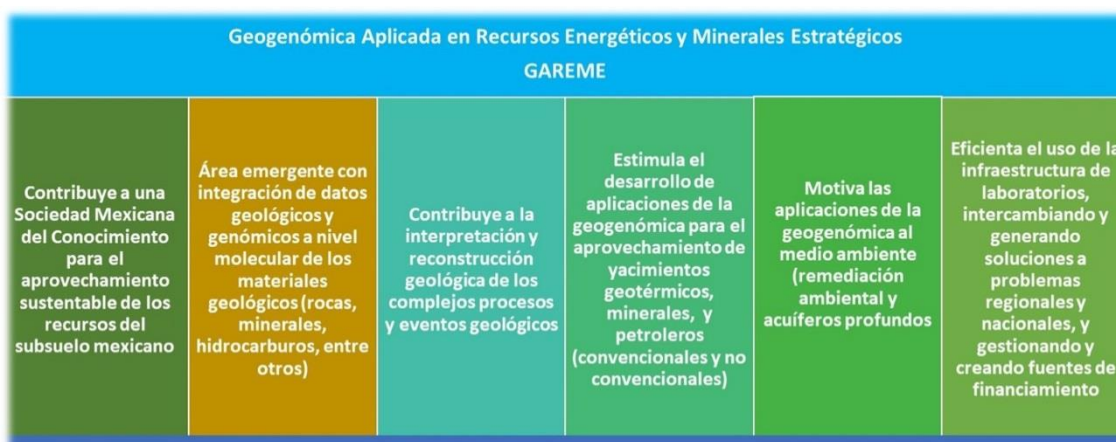 Geogenómica Aplicada en Recursos Energéticos y Minerales Estratégicos
GAREME
Contribuye a una
Sociedad Mexicana
del Conocimiento
para el
aprovechamiento
sustentable de los
recursos del
subsuelo mexicano
Área emergente con
integración de datos
geológicos y
genómicos a nivel
molecular de los
materiales
geológicos (rocas,
minerales,
hidrocarburos, entre
otros)
Contribuye a la
interpretación y
reconstrucción
geológica de los
complejos procesos
y eventos geológicos
Estimula el
desarrollo de
aplicaciones de la
geogenómica para el
aprovechamiento de
yacimientos
geotérmicos,
minerales, y
petroleros
(convencionales y no
convencionales)
Motiva las
aplicaciones de la
geogenómica al
medio ambiente
(remediación
ambiental y
acuíferos profundos
Eficienta el uso de la
infraestructura de
laboratorios,
intercambiando y
generando
soluciones a
problemas
regionales y
nacionales, y
gestionando y
creando fuentes de
financiamiento